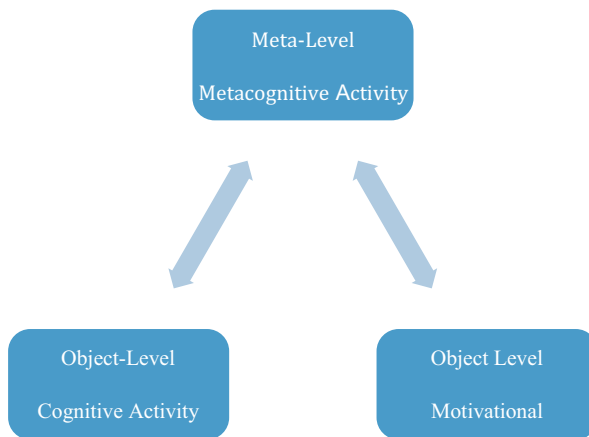 Meta-Level
Metacognitive Activity
Object-Level
Cognitive Activity
Object Level
Motivational